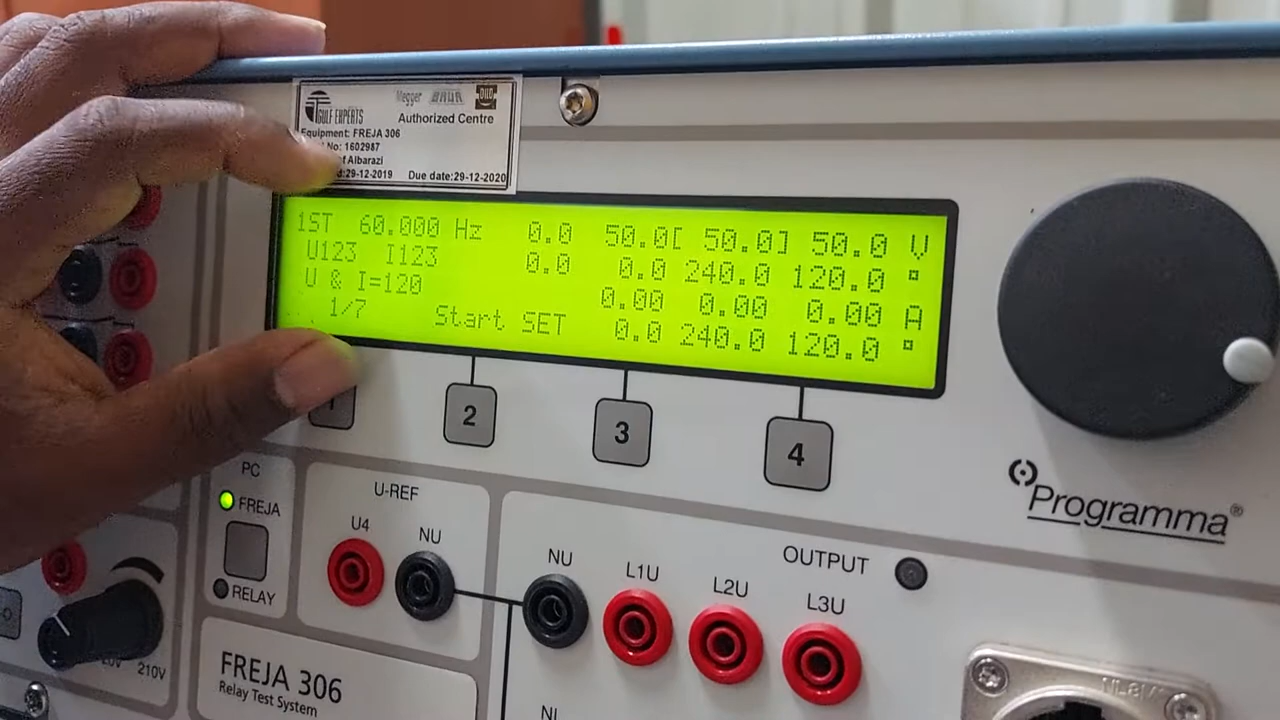 GULF EXPERTS
Megger BAUR DILO
Authorized Centre
Equipment: FREJA 306
No: 1602987
of Albarazi
d:29-12-2019 Due date:29-12-2020
1ST 60.000 Hz 0.0 50.0[ 50.0] 50.0 V
U123 I123 0.0 0.0 240.0 120.0 °
U & I=120 0.00 0.00 0.00 A
1/7 Start SET 0.0 240.0 120.0 °
1 2 3 4
Programma®
PC
FREJA
RELAY
U-REF
U4 NU
NU L1U L2U L3U
OUTPUT
210V
FREJA 306
Relay Test System